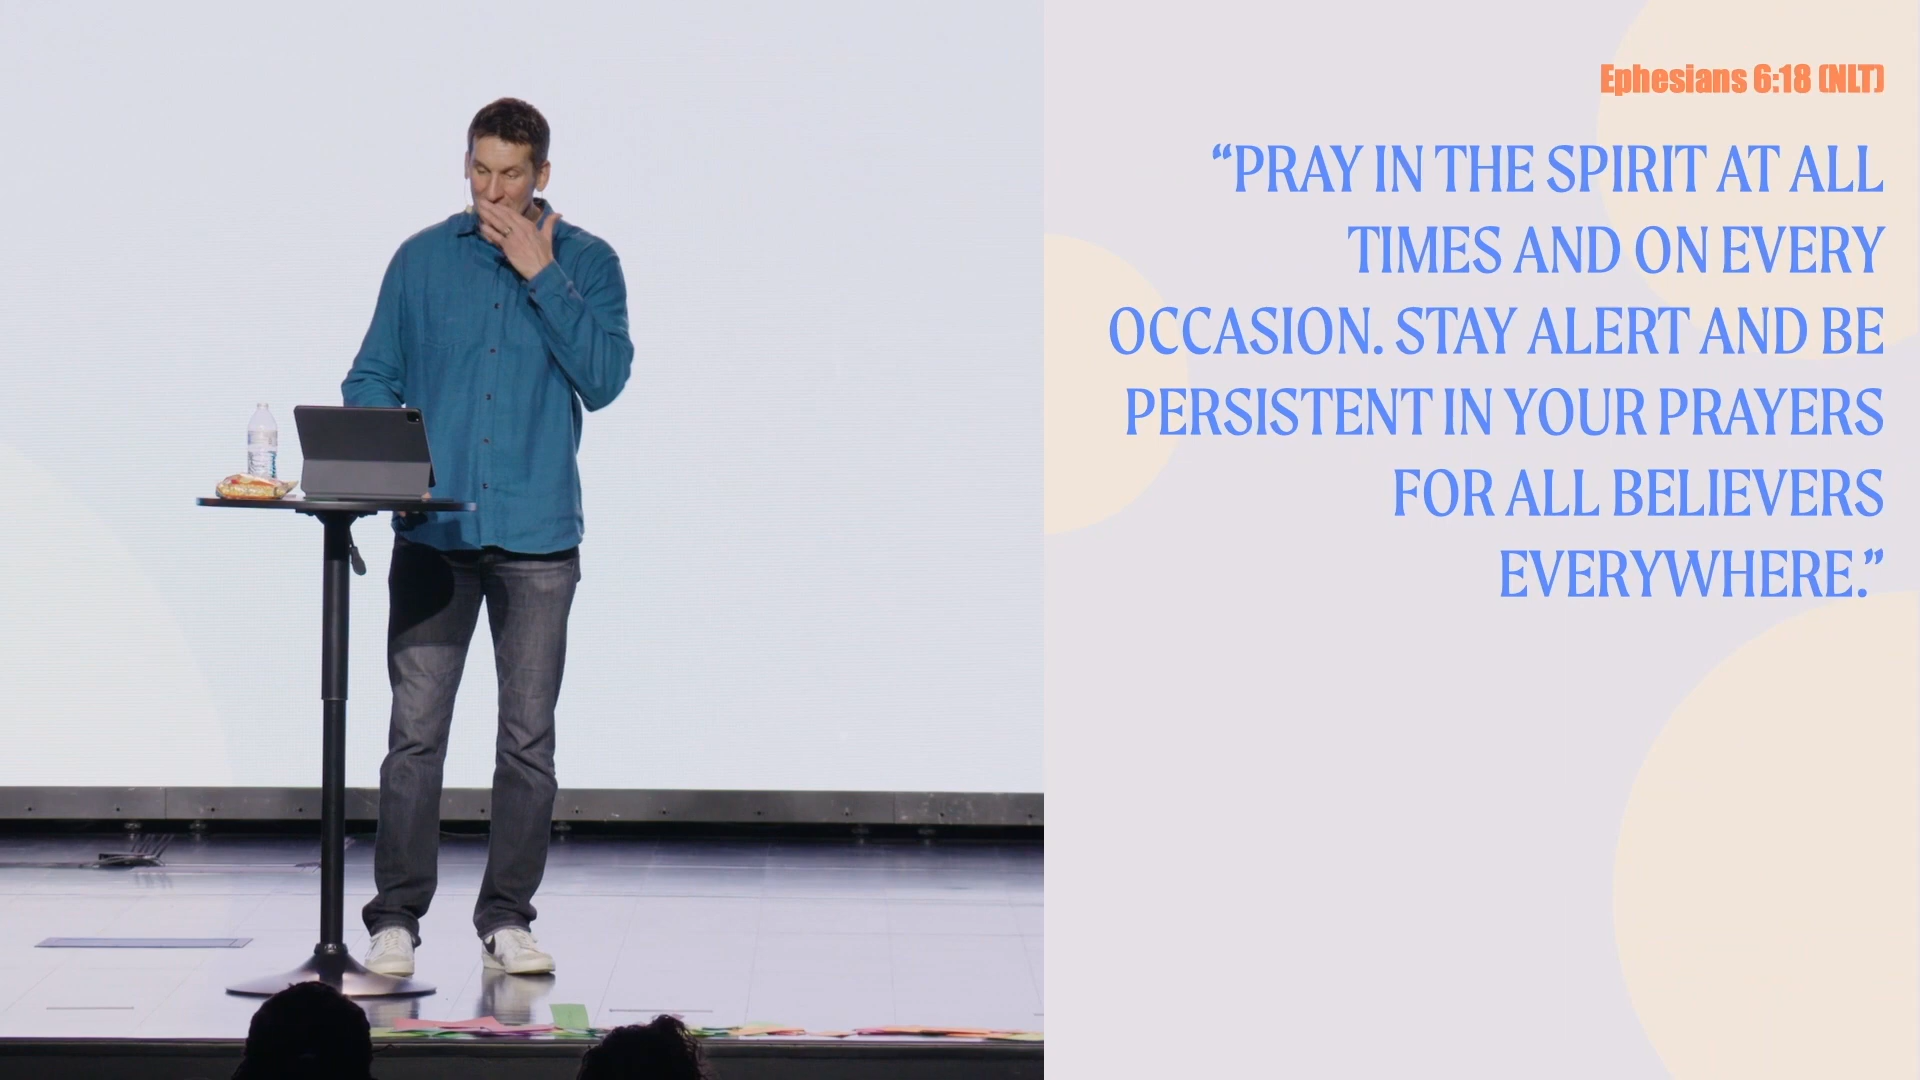 Ephesians 6:18 (NLT)
“PRAY IN THE SPIRIT AT ALL
TIMES AND ON EVERY
OCCASION. STAY ALERT AND BE
PERSISTENT IN YOUR PRAYERS
FOR ALL BELIEVERS
EVERYWHERE.”